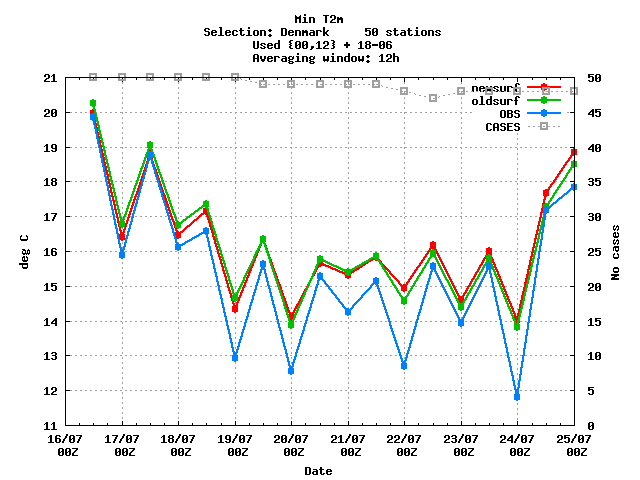 Min T2m
Selection: Denmark     50 stations
Used {00,12} + 18-06
Averaging window: 12h
newsurf
oldsurf
OBS
CASES
deg C
21
20
19
18
17
16
15
14
13
12
11
No cases
50
45
40
35
30
25
20
15
10
5
0
16/07 17/07 18/07 19/07 20/07 21/07 22/07 23/07 24/07 25/07
00Z 00Z 00Z 00Z 00Z 00Z 00Z 00Z 00Z 00Z
Date